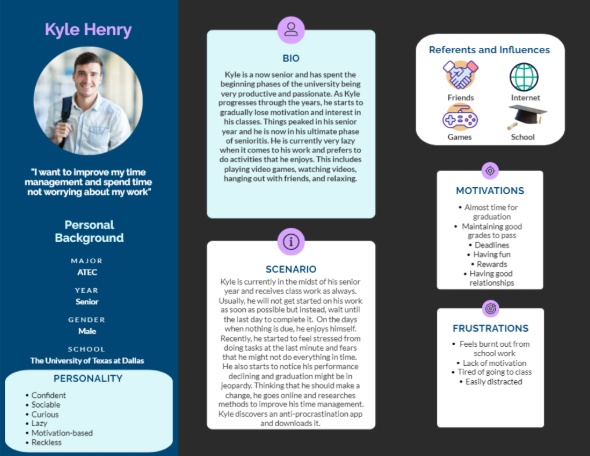 Kyle Henry
"I want to improve my time
management and spend time
not worrying about my work"
Personal
Background
MAJOR
ATEC
YEAR
Senior
GENDER
Male
SCHOOL
The University of Texas at Dallas
PERSONALITY
• Confident
• Sociable
• Curious
• Lazy
• Motivation-based
• Reckless
BIO
Kyle is a now senior and has spent the
beginning phases of the university being
very productive and passionate. As Kyle
progresses through the years, he starts to
gradually lose motivation and interest in
his classes. Things peaked in his senior
year and he is now in his ultimate phase
of senioritis. He is currently very lazy
when it comes to his work and prefers to
do activities that he enjoys. This includes
playing video games, watching videos,
hanging out with friends, and relaxing.
SCENARIO
Kyle is currently in the midst of his senior
year and receives class work as always.
Usually, he will not get started on his work
as soon as possible but instead, wait until
the last day to complete it. On the days
when nothing is due, he enjoys himself.
Recently, he started to feel stressed from
doing tasks at the last minute and fears
that he might not do everything in time.
He also starts to notice his performance
declining and graduation might be in
jeopardy. Thinking that he should make a
change, he goes online and researches
methods to improve his time management.
Kyle discovers an anti-procrastination app
and downloads it.
Referents and Influences
Friends
Internet
Games
School
MOTIVATIONS
• Almost time for
graduation
• Maintaining good
grades to pass
• Deadlines
• Having fun
• Rewards
• Having good
relationships
FRUSTRATIONS
• Feels burnt out from
school work
• Lack of motivation
• Tired of going to class
• Easily distracted